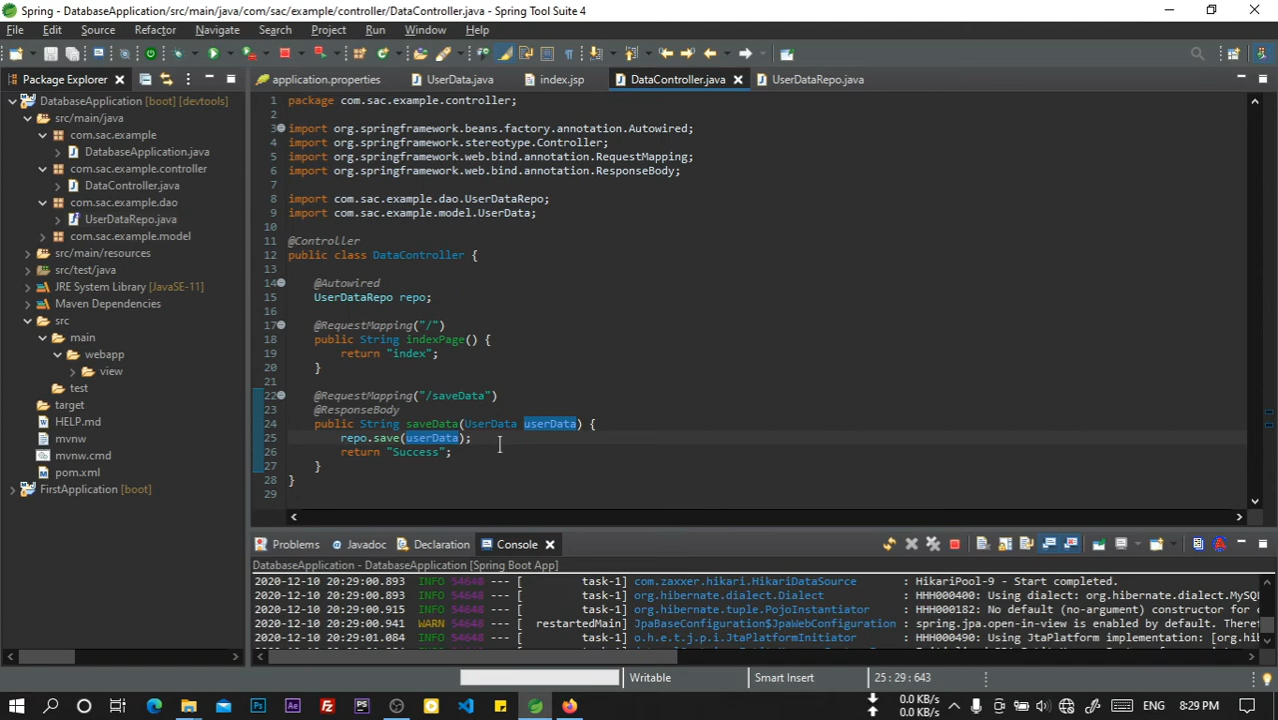 Spring - DatabaseApplication/src/main/java/com/sac/example/controller/DataController.java - Spring Tool Suite 4
File Edit Source Refactor Navigate Search Project Run Window Help
Package Explorer
application.properties UserData.java index.jsp DataController.java UserDataRepo.java
DatabaseApplication [boot] [devtools]
src/main/java
com.sac.example
DatabaseApplication.java
com.sac.example.controller
DataController.java
com.sac.example.dao
UserDataRepo.java
com.sac.example.model
src/main/resources
src/test/java
JRE System Library [JavaSE-11]
Maven Dependencies
src
main
webapp
view
test
target
HELP.md
mvnw
mvnw.cmd
pom.xml
FirstApplication [boot]
1 package com.sac.example.controller;
2
3 import org.springframework.beans.factory.annotation.Autowired;
4 import org.springframework.stereotype.Controller;
5 import org.springframework.web.bind.annotation.RequestMapping;
6 import org.springframework.web.bind.annotation.ResponseBody;
7
8 import com.sac.example.dao.UserDataRepo;
9 import com.sac.example.model.UserData;
10
11 @Controller
12 public class DataController {
13
14 @Autowired
15 UserDataRepo repo;
16
17 @RequestMapping("/")
18 public String indexPage() {
19 return "index";
20 }
21
22 @RequestMapping("/saveData")
23 @ResponseBody
24 public String saveData(UserData userData) {
25 repo.save(userData);
26 return "Success";
27 }
28 }
29
Problems Javadoc Declaration Console
DatabaseApplication [Spring Boot App]
2020-12-10 20:29:00.893 INFO 54648 --- [ task-1] com.zaxxer.hikari.HikariDataSource : HikariPool-9 - Start completed.
2020-12-10 20:29:00.893 INFO 54648 --- [ task-1] org.hibernate.dialect.Dialect : HHH000400: Using dialect: org.hibernate.dialect.MySQ
2020-12-10 20:29:00.915 INFO 54648 --- [ task-1] org.hibernate.tuple.PojoInstantiator : HHH000182: No default (no-argument) constructor for c
2020-12-10 20:29:00.941 WARN 54648 --- [ restartedMain] JpaBaseConfiguration$JpaWebConfiguration : spring.jpa.open-in-view is enabled by default. Theref
2020-12-10 20:29:01.084 INFO 54648 --- [ task-1] o.h.e.t.j.p.i.JtaPlatformInitiator : HHH000490: Using JtaPlatform implementation: [org.hib
Writable Smart Insert 25 : 29 : 643
0.0 KB/s
0.0 KB/s
ENG 8:29 PM